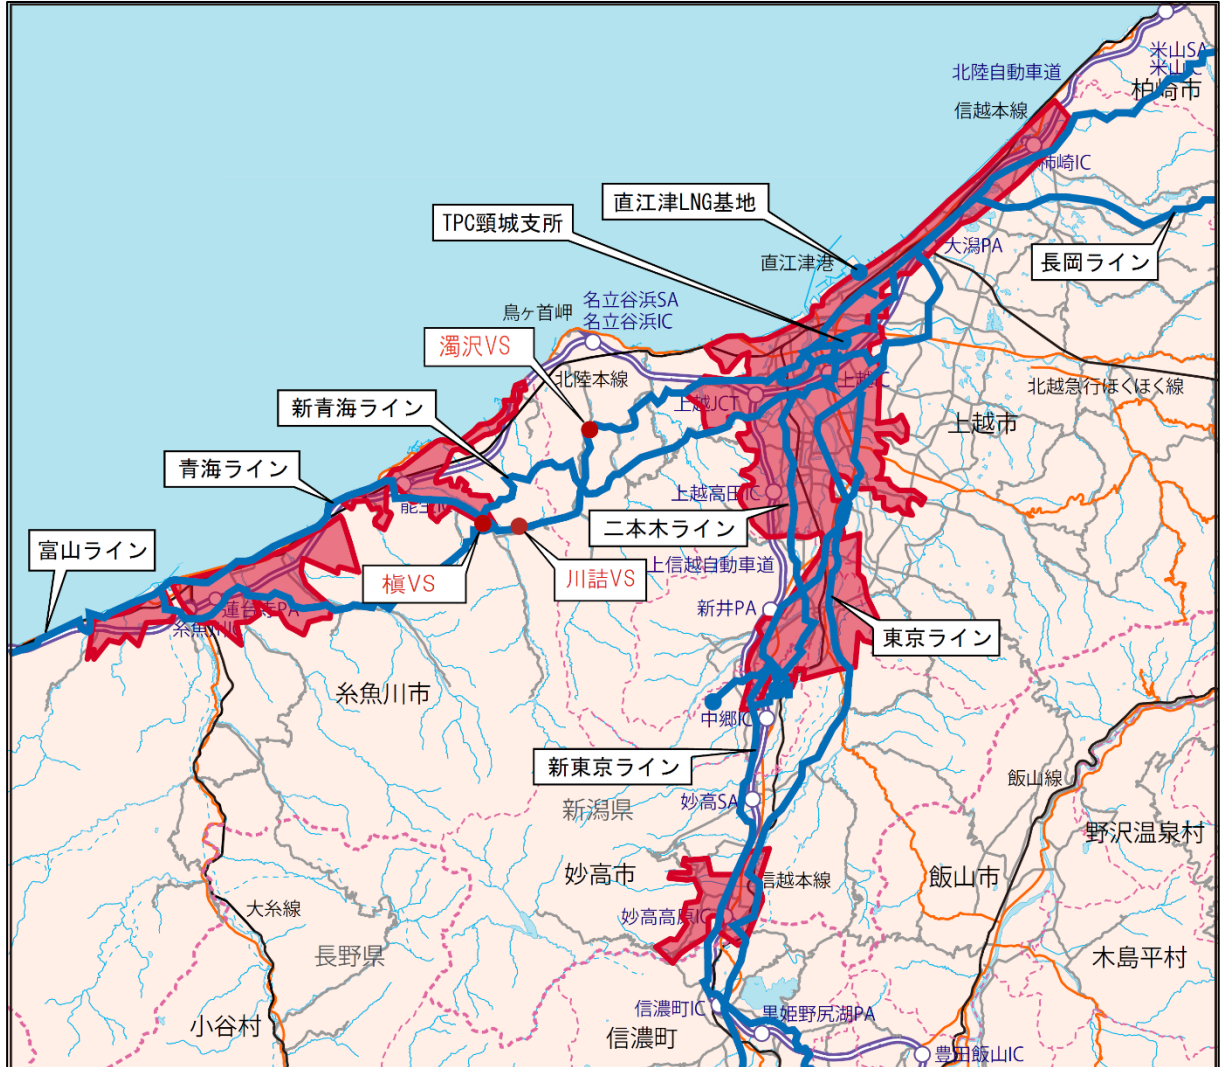 米山SA
米山IC
北陸自動車道
柏崎市
信越本線
柿崎IC
直江津LNG基地
TPC頸城支所
大潟PA
直江津港
長岡ライン
名立谷浜SA
鳥ヶ首岬
名立谷浜IC
濁沢VS
北陸本線
上越IC
北越急行ほくほく線
新青海ライン
上越JCT
上越市
青海ライン
上越高田IC
能生IC
二本木ライン
富山ライン
上信越自動車道
槇VS
川詰VS
蓮台寺PA
新井PA
糸魚川IC
東京ライン
糸魚川市
中郷IC
新東京ライン
飯山線
妙高SA
新潟県
野沢温泉村
妙高市
信越本線
飯山市
大糸線
妙高高原IC
長野県
木島平村
信濃町IC
黒姫野尻湖PA
小谷村
信濃町
豊田飯山IC